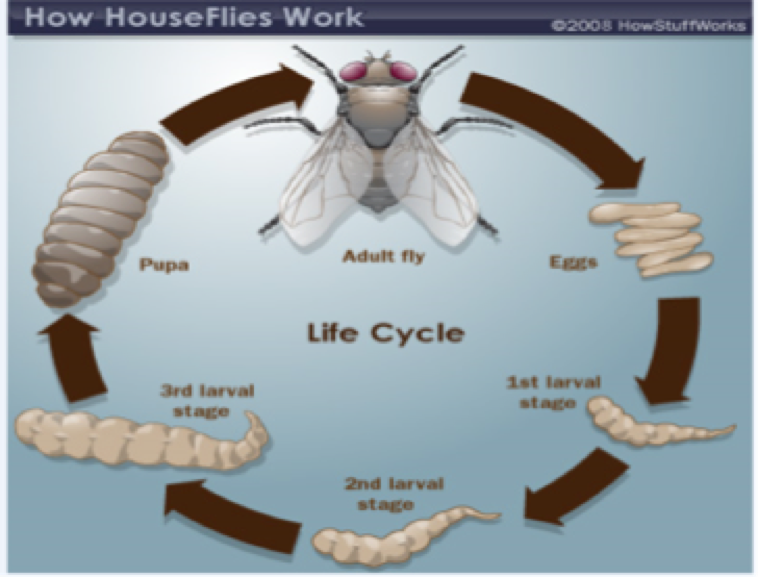 How HouseFlies Work
©2008 HowStuffWorks
Pupa
Adult fly
Eggs
Life Cycle
3rd larval
stage
1st larval
stage
2nd larval
stage